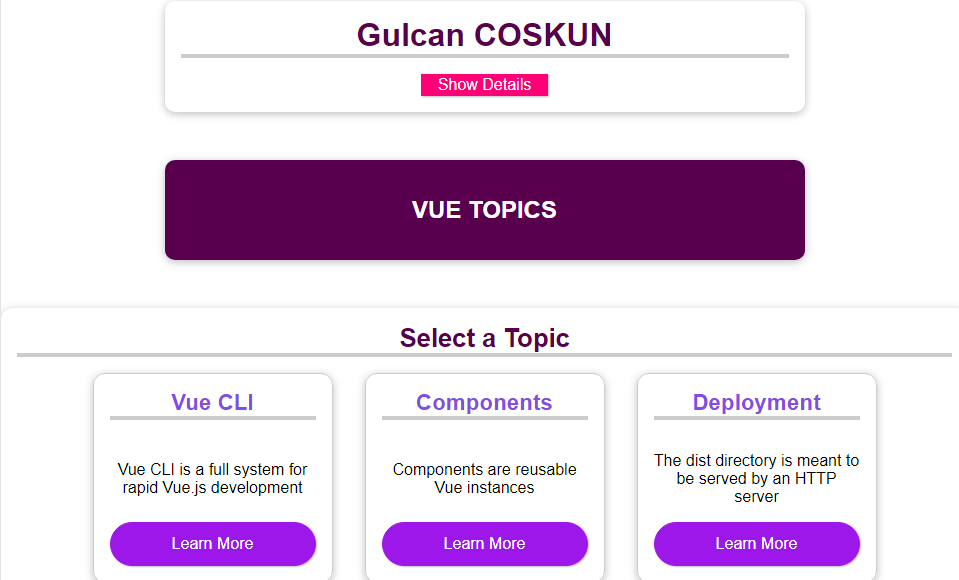 Gulcan COSKUN
Show Details
VUE TOPICS
Select a Topic
Vue CLI
Vue CLI is a full system for
rapid Vue.js development
Learn More
Components
Components are reusable
Vue instances
Learn More
Deployment
The dist directory is meant to
be served by an HTTP
server
Learn More